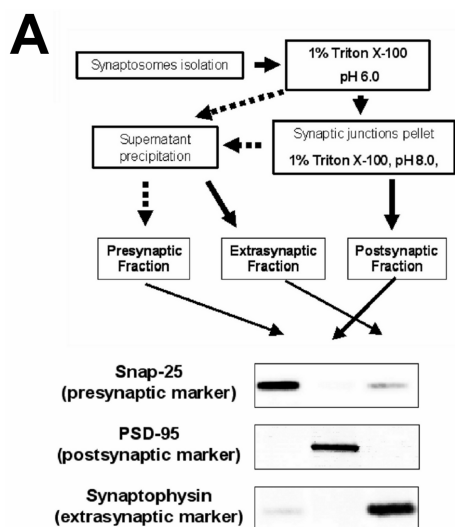 A
Synaptosomes isolation
1% Triton X-100
pH 6.0
Supernatant
precipitation
Synaptic junctions pellet
1% Triton X-100, pH 8.0,
Presynaptic
Fraction
Extrasynaptic
Fraction
Postsynaptic
Fraction
Snap-25
(presynaptic marker)
PSD-95
(postsynaptic marker)
Synaptophysin
(extrasynaptic marker)